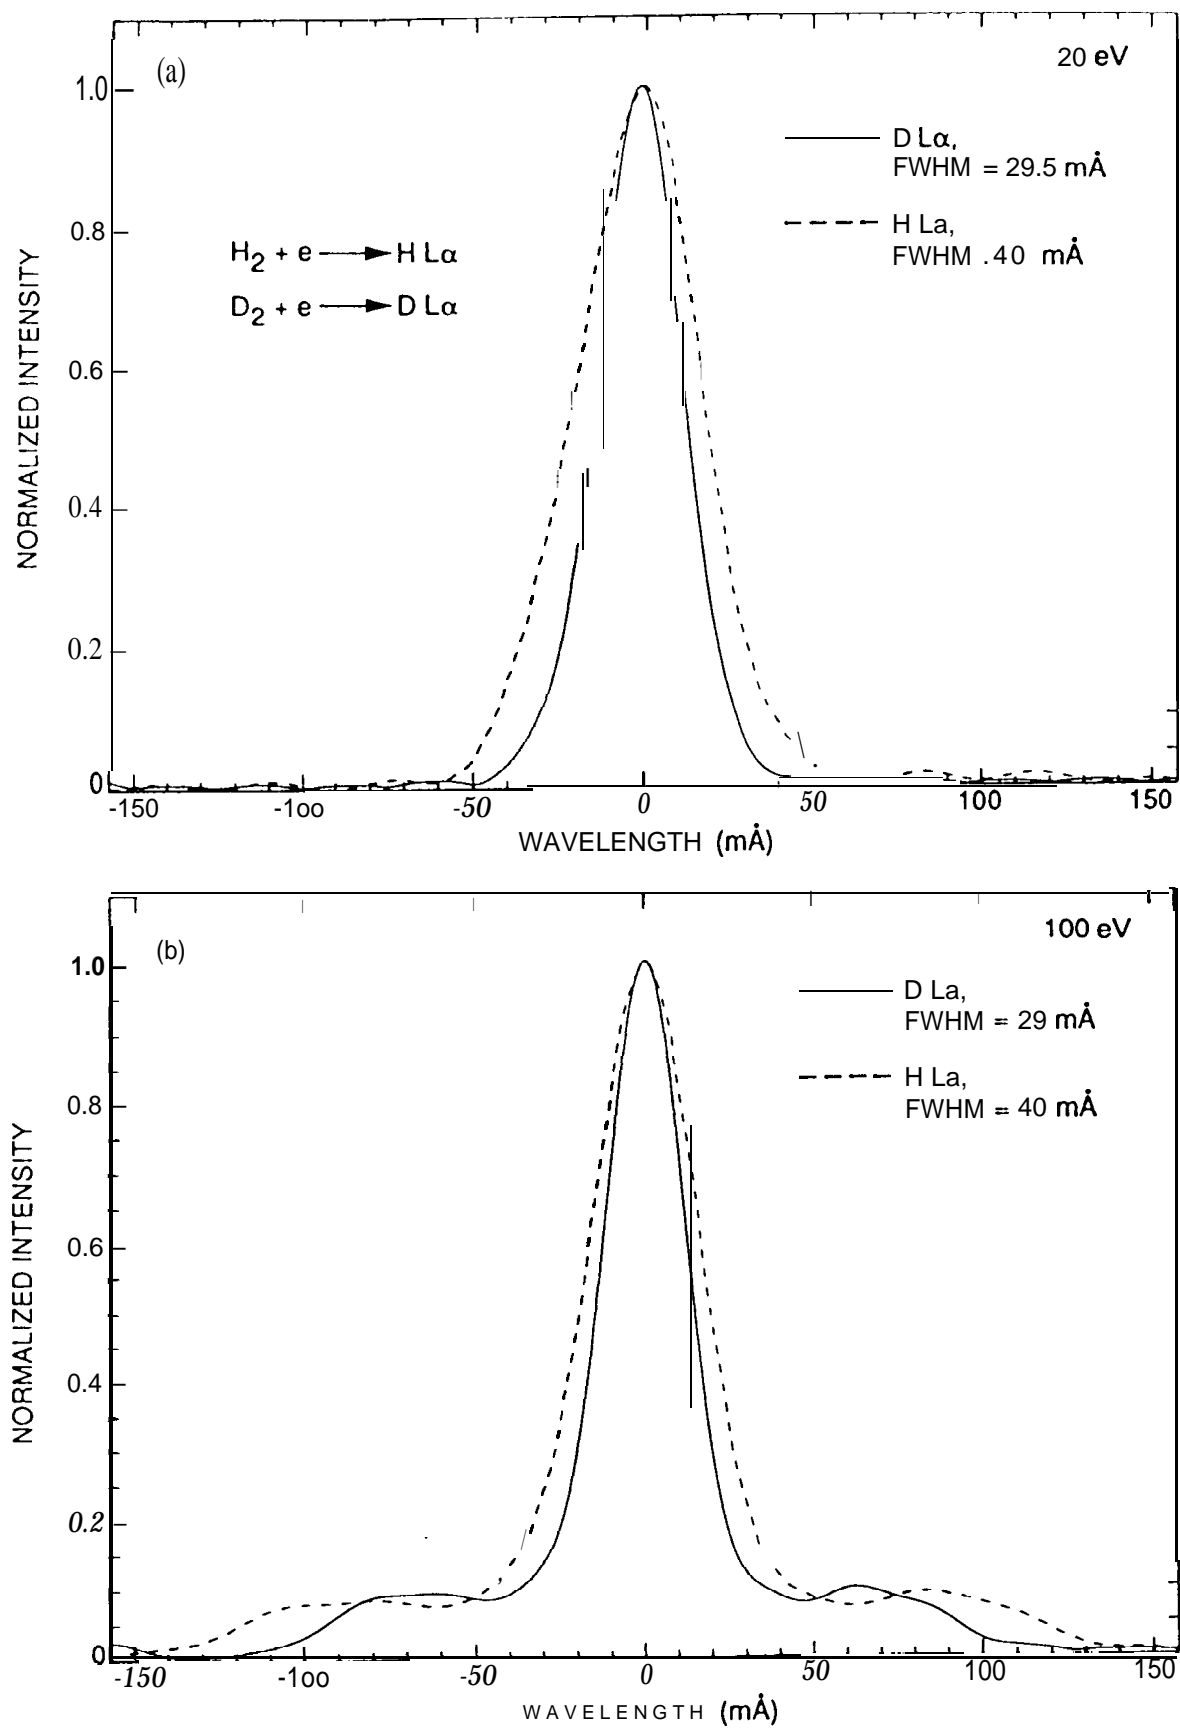 (a)
20 eV
1.0
D Lα,
FWHM = 29.5 mÅ
H La,
FWHM .40 mÅ
0.8
H2 + e → H Lα
D2 + e → D Lα
NORMALIZED INTENSITY
0.6
0.4
0.2
0
-150
-1oo
-50
0
50
100
150
WAVELENGTH (mÅ)
(b)
100 eV
1.0
D La,
FWHM = 29 mÅ
H La,
FWHM = 40 mÅ
0.8
NORMALIZED INTENSITY
0.6
0.4
0.2
0
-150
-1oo
-50
0
50
100
150
WAVELENGTH (mÅ)